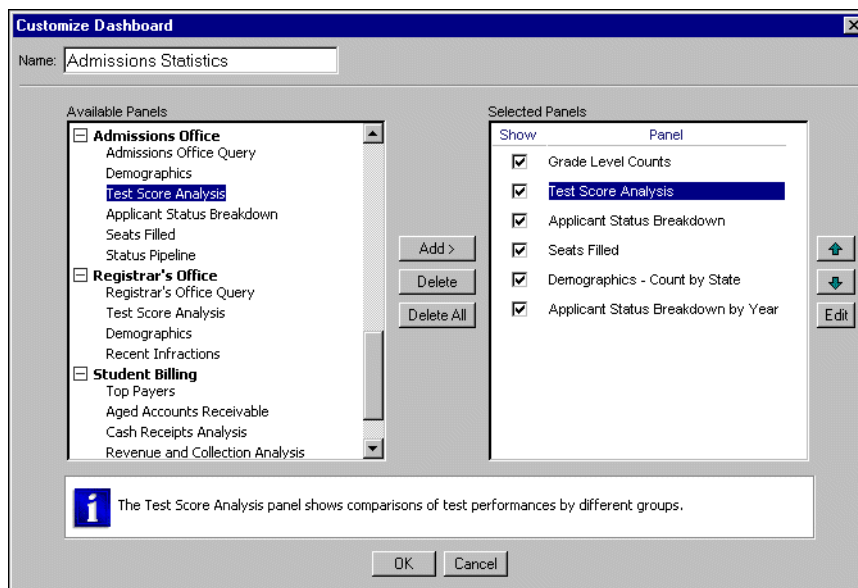 Customize Dashboard
Name: Admissions Statistics
Available Panels
Admissions Office
Admissions Office Query
Demographics
Test Score Analysis
Applicant Status Breakdown
Seats Filled
Status Pipeline
Registrar's Office
Registrar's Office Query
Test Score Analysis
Demographics
Recent Infractions
Student Billing
Top Payers
Aged Accounts Receivable
Cash Receipts Analysis
Revenue and Collection Analysis
Add >
Delete
Delete All
Selected Panels
Show Panel
Grade Level Counts
Test Score Analysis
Applicant Status Breakdown
Seats Filled
Demographics - Count by State
Applicant Status Breakdown by Year
Edit
The Test Score Analysis panel shows comparisons of test performances by different groups.
OK Cancel